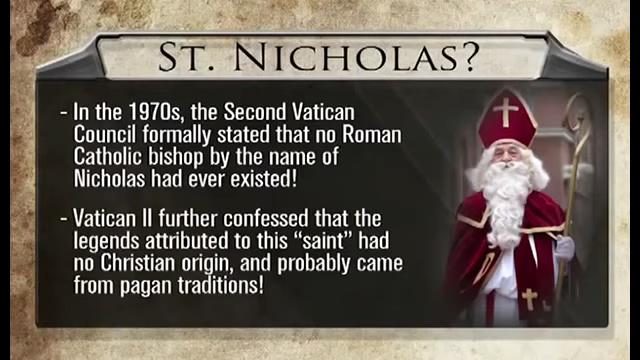 ST. NICHOLAS?
- In the 1970s, the Second Vatican
Council formally stated that no Roman
Catholic bishop by the name of
Nicholas had ever existed!
- Vatican II further confessed that the
legends attributed to this “saint” had
no Christian origin, and probably came
from pagan traditions!